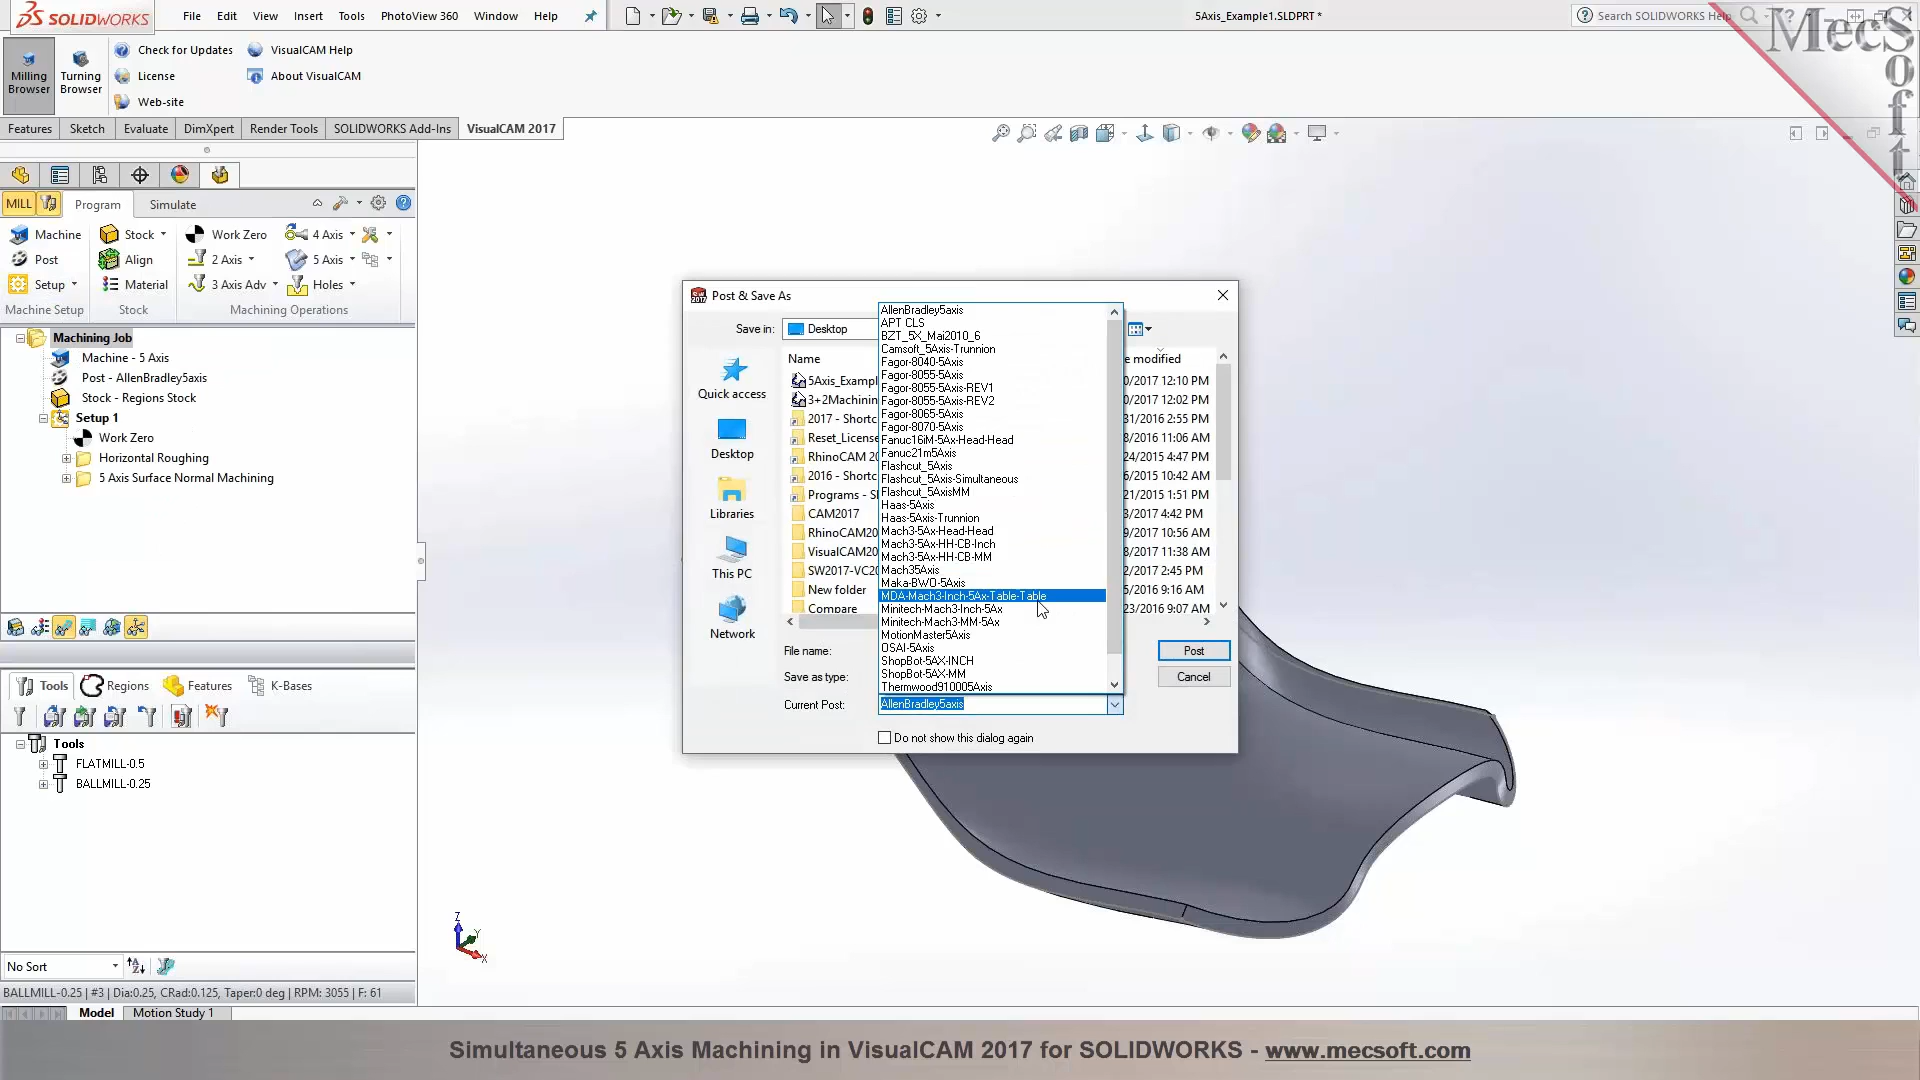 SOLIDWORKS
File Edit View Insert Tools PhotoView 360 Window Help
5Axis_Example1.SLDPRT *
Search SOLIDWORKS Help
MecSoft
Milling Browser
Turning Browser
Check for Updates
VisualCAM Help
License
About VisualCAM
Web-site
Features Sketch Evaluate DimXpert Render Tools SOLIDWORKS Add-Ins VisualCAM 2017
MILL Program Simulate
Machine Stock Work Zero 4 Axis
Post Align 2 Axis 5 Axis
Setup Material 3 Axis Adv Holes
Machine Setup Stock Machining Operations
Machining Job
Machine - 5 Axis
Post - AllenBradley5axis
Stock - Regions Stock
Setup 1
Work Zero
Horizontal Roughing
5 Axis Surface Normal Machining
Tools Regions Features K-Bases
Tools
FLATMILL-0.5
BALLMILL-0.25
No Sort
BALLMILL-0.25 | #3 | Dia:0.25, CRad:0.125, Taper:0 deg | RPM: 3055 | F: 61
Model Motion Study 1
Post & Save As
Save in: Desktop
Quick access
Desktop
Libraries
This PC
Network
Name
e modified
5Axis_Exampl
0/2017 12:10 PM
3+2Machinin
0/2017 12:02 PM
2017 - Shortc
31/2016 2:55 PM
Reset_License
8/2016 11:06 AM
RhinoCAM 20
24/2015 4:47 PM
2016 - Shortc
6/2015 10:42 AM
Programs - S
21/2015 1:51 PM
CAM2017
3/2017 4:42 PM
RhinoCAM20
9/2017 10:56 AM
VisualCAM20
8/2017 11:38 AM
SW2017-VC20
2/2017 2:45 PM
New folder
5/2016 9:16 AM
Compare
23/2016 9:07 AM
AllenBradley5axis
APT CLS
BZT_5X_Mai2010_6
Camsoft_5Axis-Trunnion
Fagor-8040-5Axis
Fagor-8055-5Axis
Fagor-8055-5Axis-REV1
Fagor-8055-5Axis-REV2
Fagor-8065-5Axis
Fagor-8070-5Axis
Fanuc16iM-5Ax-Head-Head
Fanuc21m5Axis
Flashcut_5Axis
Flashcut_5Axis-Simultaneous
Flashcut_5AxisMM
Haas-5Axis
Haas-5Axis-Trunnion
Mach3-5Ax-Head-Head
Mach3-5Ax-HH-CB-Inch
Mach3-5Ax-HH-CB-MM
Mach35Axis
Maka-BWO-5Axis
MDA-Mach3-Inch-5Ax-Table-Table
Minitech-Mach3-Inch-5Ax
Minitech-Mach3-MM-5Ax
MotionMaster5Axis
OSAI-5Axis
ShopBot-5AX-INCH
ShopBot-5AX-MM
Thermwood910005Axis
File name:
Post
Save as type:
Cancel
Current Post: AllenBradley5axis
Do not show this dialog again
Z
Y
X
Simultaneous 5 Axis Machining in VisualCAM 2017 for SOLIDWORKS - www.mecsoft.com